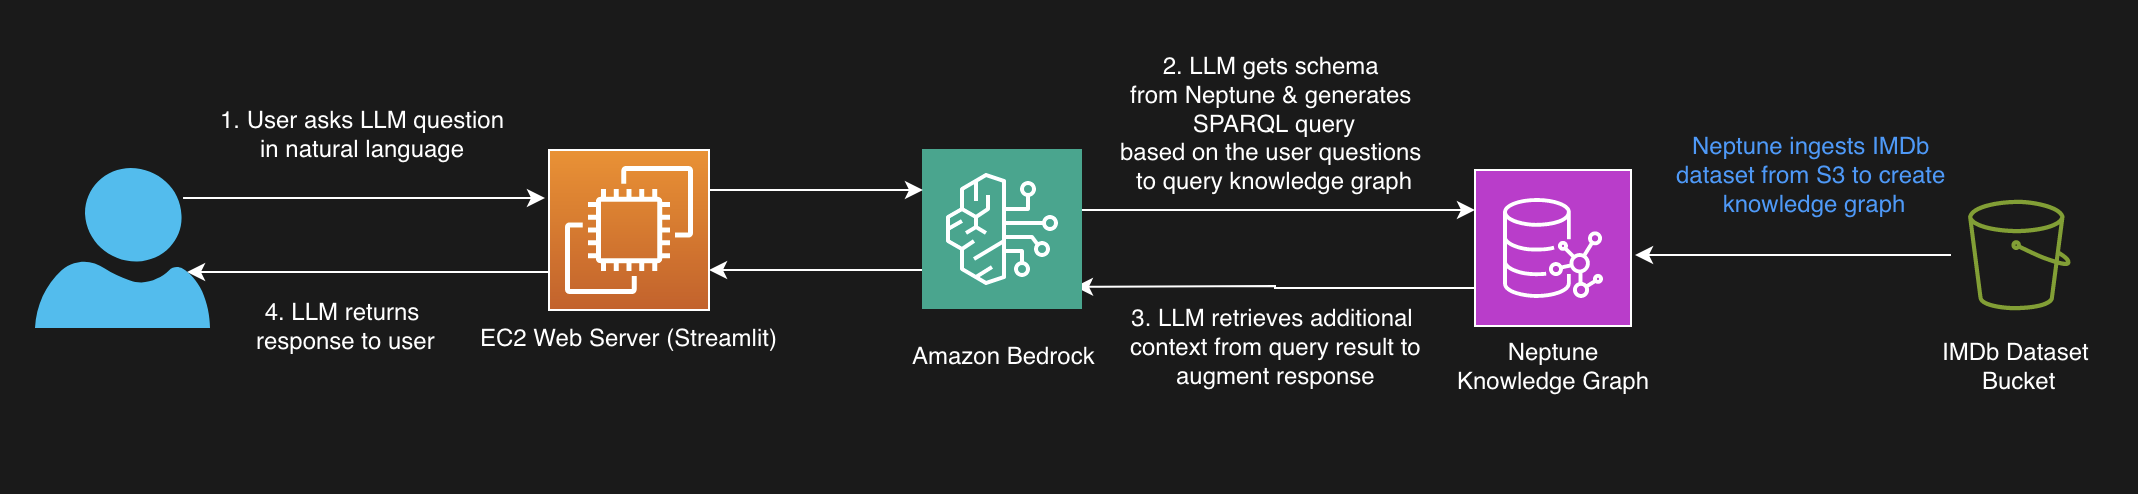 1. User asks LLM question
in natural language
4. LLM returns
response to user
EC2 Web Server (Streamlit)
Amazon Bedrock
2. LLM gets schema
from Neptune & generates
SPARQL query
based on the user questions
to query knowledge graph
3. LLM retrieves additional
context from query result to
augment response
Neptune
Knowledge Graph
Neptune ingests IMDb
dataset from S3 to create
knowledge graph
IMDb Dataset
Bucket